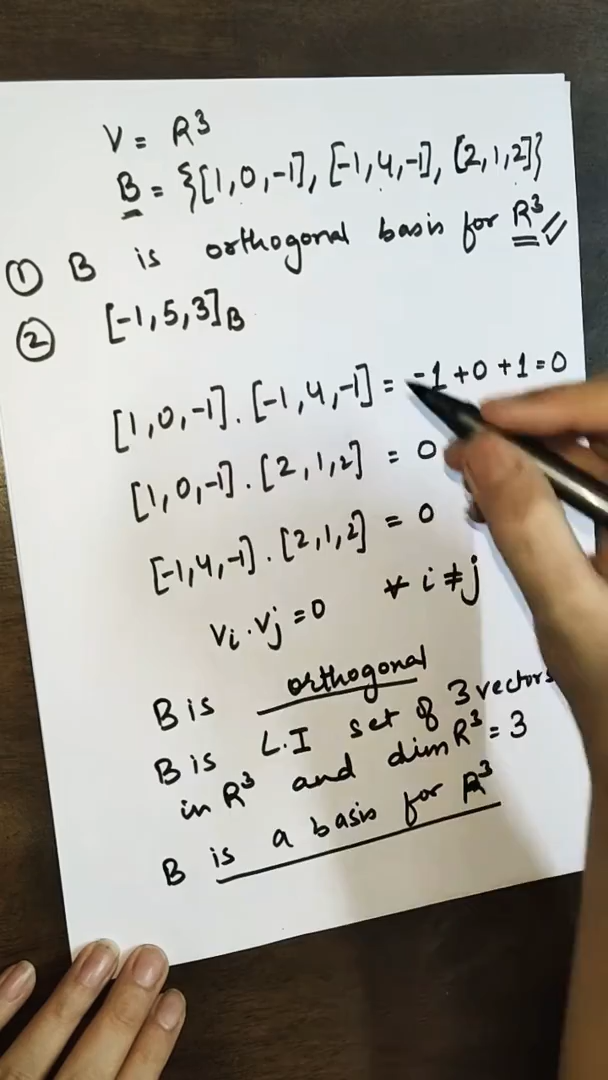 V = R³
B = {[1,0,-1], [-1,4,-1], [2,1,2]}
① B is orthogonal basis for R³ ✓
② [-1,5,3]B
[1,0,-1] . [-1,4,-1] = -1 + 0 + 1 = 0
[1,0,-1] . [2,1,2] = 0
[-1,4,-1] . [2,1,2] = 0
vi . vj = 0 ∀ i ≠ j
B is orthogonal
B is L.I set of 3 vectors
in R³ and dim R³ = 3
B is a basis for R³